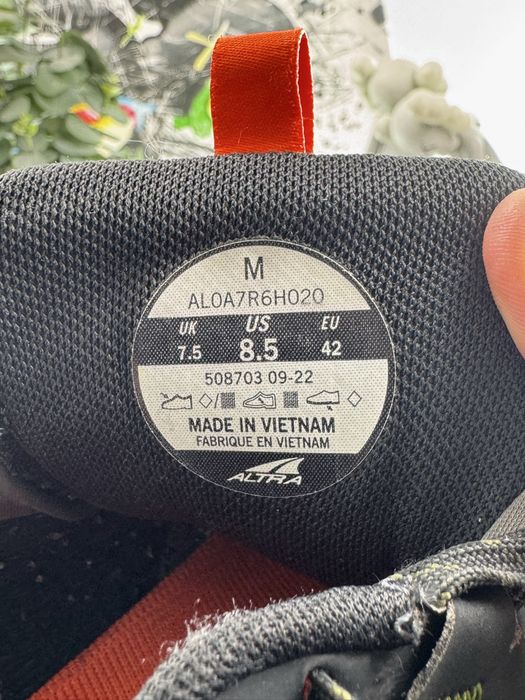 M
AL0A7R6H020
UK US EU
7.5 8.5 42
508703 09-22
MADE IN VIETNAM
FABRIQUE EN VIETNAM
ALTRA